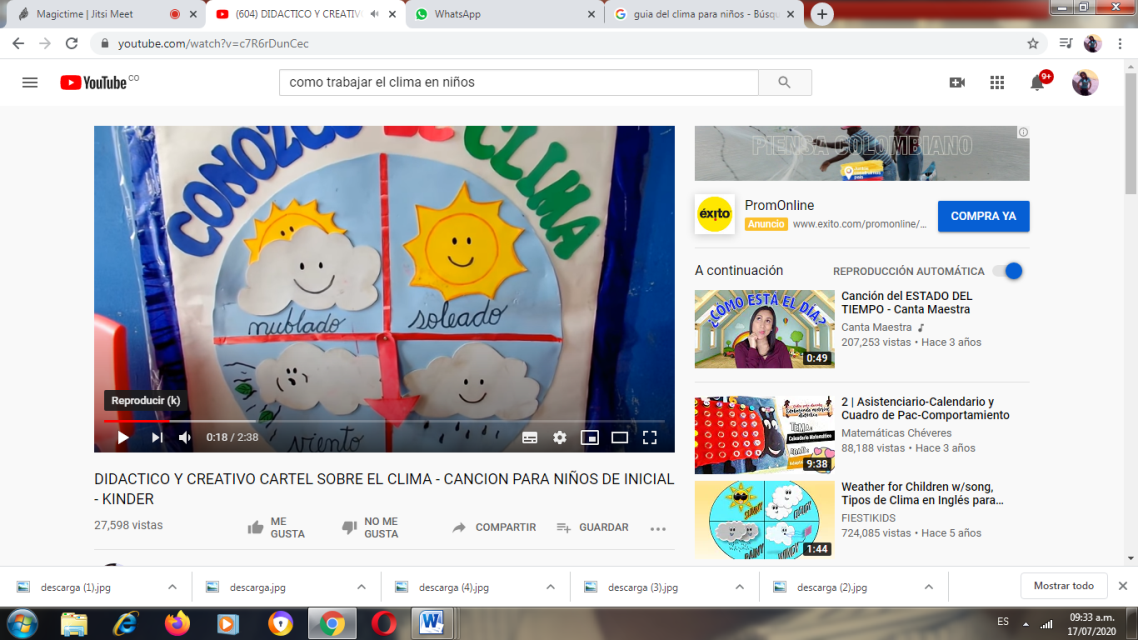 Magictime | Jitsi Meet
(604) DIDACTICO Y CREATIV
WhatsApp
guia del clima para niños - Búsqu
youtube.com/watch?v=c7R6rDunCec
YouTube CO
como trabajar el clima en niños
9+
CONOZCO EL CLIMA
nublado
soleado
viento
Reproducir (k)
0:18 / 2:38
DIDACTICO Y CREATIVO CARTEL SOBRE EL CLIMA - CANCION PARA NIÑOS DE INICIAL
- KINDER
27,598 vistas
ME GUSTA
NO ME GUSTA
COMPARTIR
GUARDAR
PIENSA COLOMBIANO
éxito
PromOnline
Anuncio www.exito.com/promonline/...
COMPRA YA
A continuación
REPRODUCCIÓN AUTOMÁTICA
¿CÓMO ESTÁ EL DÍA?
0:49
Canción del ESTADO DEL
TIEMPO - Canta Maestra
Canta Maestra
207,253 vistas • Hace 3 años
9:38
2 | Asistenciario-Calendario y
Cuadro de Pac-Comportamiento
Matemáticas Chéveres
88,188 vistas • Hace 3 años
SUNNY
CLOUDY
RAINY
WINDY
1:44
Weather for Children w/song,
Tipos de Clima en Inglés para...
FIESTIKIDS
724,085 vistas • Hace 5 años
descarga (1).jpg
descarga.jpg
descarga (4).jpg
descarga (3).jpg
descarga (2).jpg
Mostrar todo
ES
09:33 a.m.
17/07/2020